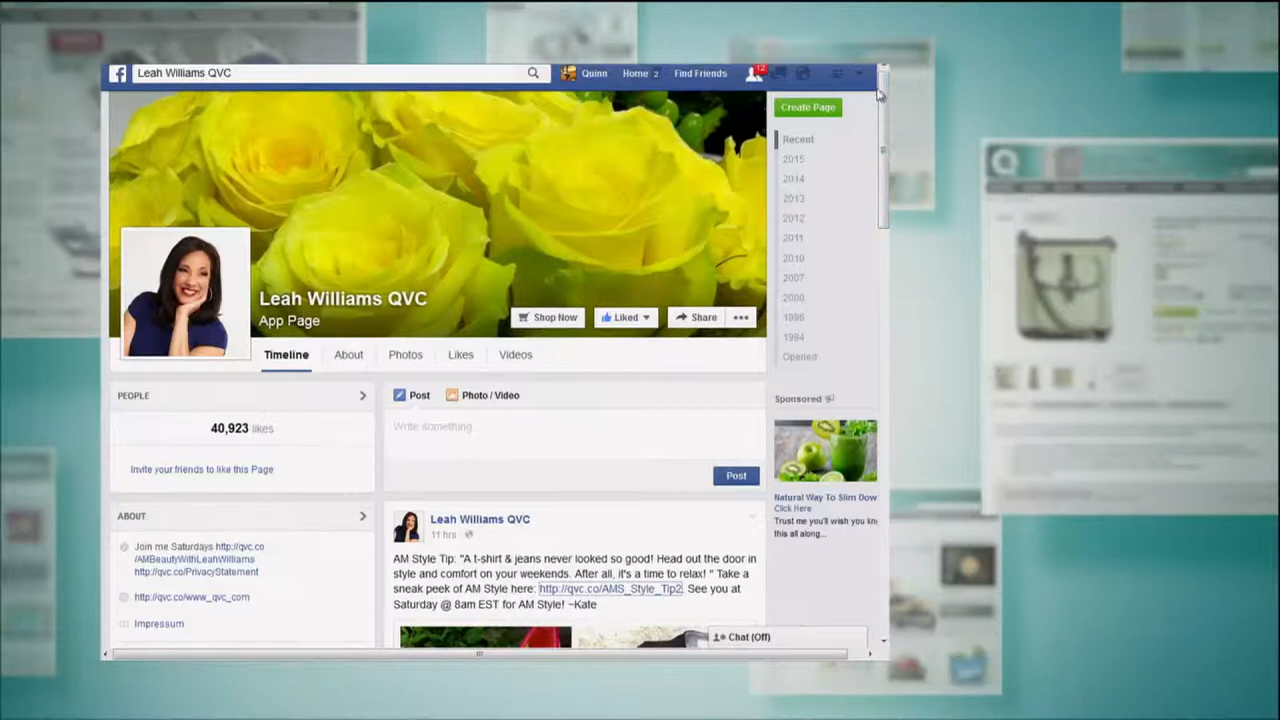 Leah Williams QVC
Quinn
Home 2
Find Friends
12
Create Page
Recent
2015
2014
2013
2012
2011
2010
2007
2000
1996
1994
Opened
Leah Williams QVC
App Page
Shop Now
Liked
Share
Timeline
About
Photos
Likes
Videos
PEOPLE
40,923 likes
Invite your friends to like this Page
ABOUT
Join me Saturdays http://qvc.co
/AMBeautyWithLeahWilliams
http://qvc.co/PrivacyStatement
http://qvc.co/www_qvc_com
Impressum
Post
Photo / Video
Write something
Post
Leah Williams QVC
11 hrs
AM Style Tip: "A t-shirt & jeans never looked so good! Head out the door in
style and comfort on your weekends. After all, it's a time to relax! " Take a
sneak peek of AM Style here: http://qvc.co/AMS_Style_Tip2. See you at
Saturday @ 8am EST for AM Style! ~Kate
Sponsored
Natural Way To Slim Dow
Click Here
Trust me you'll wish you kn
this all along...
Chat (Off)